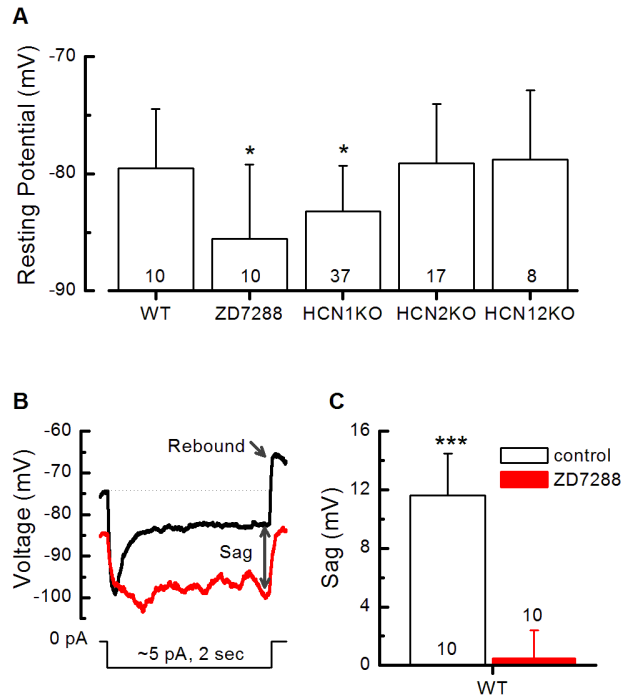 A
Resting Potential (mV)
-70
-80
-90
* *
10 10 37 17 8
WT ZD7288 HCN1KO HCN2KO HCN12KO
B
Voltage (mV)
-60
-70
-80
-90
-100
Rebound
Sag
0 pA
~5 pA, 2 sec
C
Sag (mV)
16
12
8
4
0
***
control
ZD7288
10
10
WT